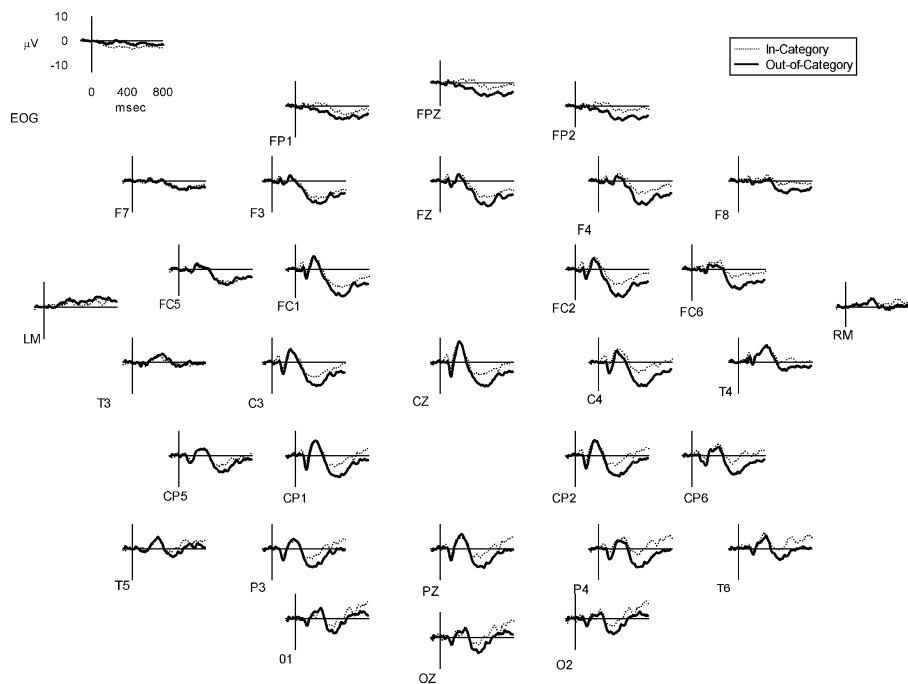 10
μV 0
-10
0 400 800
msec
EOG
In-Category
Out-of-Category
FP1
FPZ
FP2
F7
F3
FZ
F4
F8
FC5
FC1
FC2
FC6
LM
RM
T3
C3
CZ
C4
T4
CP5
CP1
CP2
CP6
T5
P3
PZ
P4
T6
01
OZ
O2